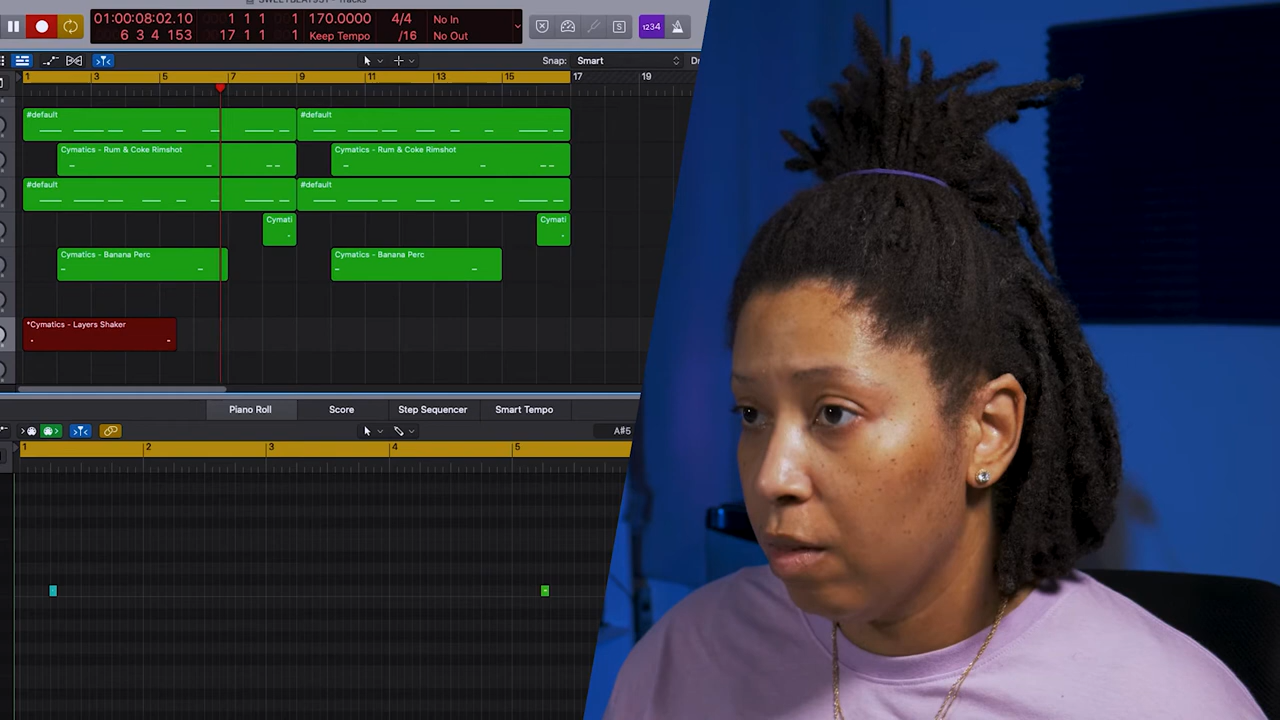 01:00:08:02.10 1 1 1 1 170.0000 4/4 No In
6 3 4 153 17 1 1 1 Keep Tempo /16 No Out
S 1234
Snap: Smart
1 3 5 7 9 11 13 15 17 19
#default #default
Cymatics - Rum & Coke Rimshot Cymatics - Rum & Coke Rimshot
#default #default
Cymati Cymati
Cymatics - Banana Perc Cymatics - Banana Perc
*Cymatics - Layers Shaker
Piano Roll Score Step Sequencer Smart Tempo
A#5
1 2 3 4 5